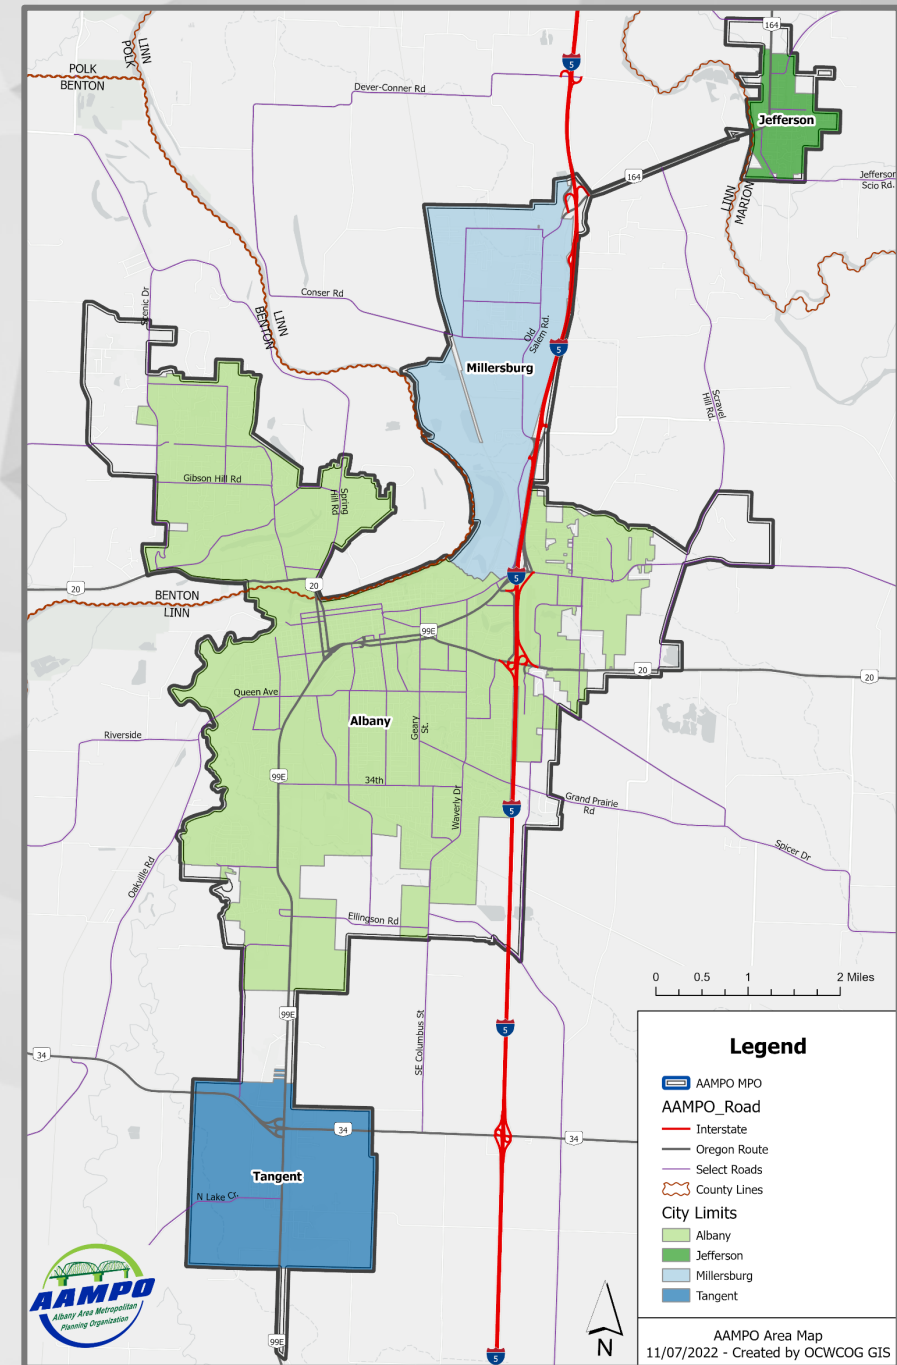 164
5
LINN
POLK
POLK
BENTON
Dever-Conner Rd
Jefferson
164
Jefferson
Scio Rd.
LINN
MARION
Scenic Dr
Conser Rd
LINN
BENTON
Old
Salem Rd.
5
Millersburg
Scravel
Hill Rd.
Gibson Hill Rd
Spring
Hill Rd
20
20
5
BENTON
LINN
99E
20
20
Queen Ave
Albany
Geary
St.
Riverside
99E
34th
Waverly Dr
5
Grand Prairie
Rd
Spicer Dr
Oakville Rd
Ellingson Rd
0 0.5 1 2 Miles
99E
SE Columbus St
5
34
34
34
Tangent
N Lake Cr.
99E
5
Legend
AAMPO MPO
AAMPO_Road
Interstate
Oregon Route
Select Roads
County Lines
City Limits
Albany
Jefferson
Millersburg
Tangent
AAMPO
Albany Area Metropolitan
Planning Organization
N
AAMPO Area Map
11/07/2022 - Created by OCWCOG GIS